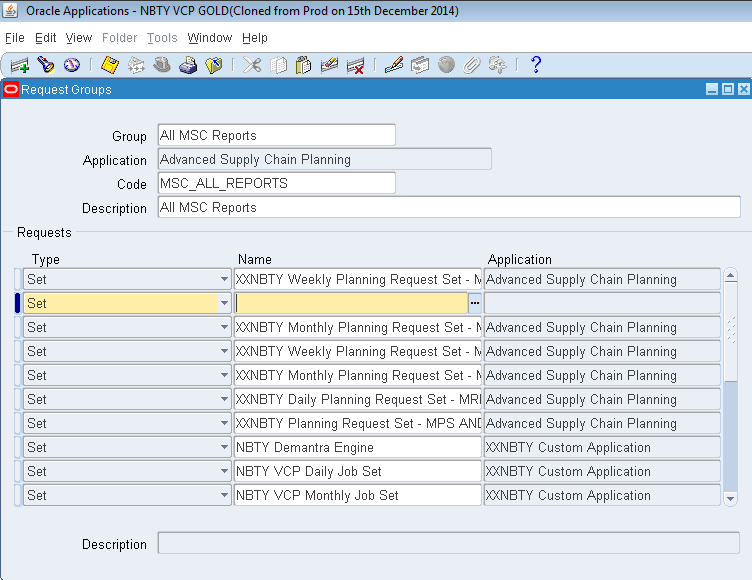 Oracle Applications - NBTY VCP GOLD(Cloned from Prod on 15th December 2014)
File Edit View Folder Tools Window Help
Request Groups
Group All MSC Reports
Application Advanced Supply Chain Planning
Code MSC_ALL_REPORTS
Description All MSC Reports
Requests
Type Name Application
Set XXNBTY Weekly Planning Request Set - M Advanced Supply Chain Planning
Set ...
Set XXNBTY Monthly Planning Request Set - M Advanced Supply Chain Planning
Set XXNBTY Weekly Planning Request Set - M Advanced Supply Chain Planning
Set XXNBTY Monthly Planning Request Set - M Advanced Supply Chain Planning
Set XXNBTY Daily Planning Request Set - MRI Advanced Supply Chain Planning
Set XXNBTY Planning Request Set - MPS AND Advanced Supply Chain Planning
Set NBTY Demantra Engine XXNBTY Custom Application
Set NBTY VCP Daily Job Set XXNBTY Custom Application
Set NBTY VCP Monthly Job Set XXNBTY Custom Application
Description